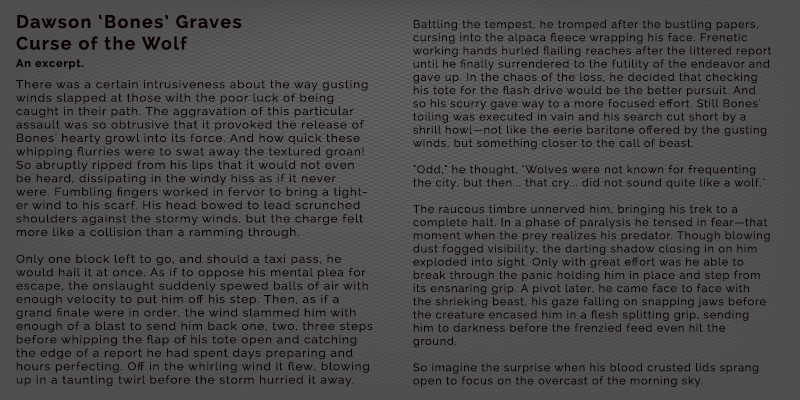 Dawson 'Bones' Graves
Curse of the Wolf
An excerpt.
There was a certain intrusiveness about the way gusting
winds slapped at those with the poor luck of being
caught in their path. The aggravation of this particular
assault was so obtrusive that it provoked the release of
Bones' hearty growl into its force. And how quick these
whipping flurries were to swat away the textured groan!
So abruptly ripped from his lips that it would not even
be heard, dissipating in the windy hiss as if it never
were. Fumbling fingers worked in fervor to bring a tight-
er wind to his scarf. His head bowed to lead scrunched
shoulders against the stormy winds, but the charge felt
more like a collision than a ramming through.
Only one block left to go, and should a taxi pass, he
would hail it at once. As if to oppose his mental plea for
escape, the onslaught suddenly spewed balls of air with
enough velocity to put him off his step. Then, as if a
grand finale were in order, the wind slammed him with
enough of a blast to send him back one, two, three steps
before whipping the flap of his tote open and catching
the edge of a report he had spent days preparing and
hours perfecting. Off in the whirling wind it flew, blowing
up in a taunting twirl before the storm hurried it away.
Battling the tempest, he tromped after the bustling papers,
cursing into the alpaca fleece wrapping his face. Frenetic
working hands hurled flailing reaches after the littered report
until he finally surrendered to the futility of the endeavor and
gave up. In the chaos of the loss, he decided that checking
his tote for the flash drive would be the better pursuit. And
so his scurry gave way to a more focused effort. Still Bones'
toiling was executed in vain and his search cut short by a
shrill howl—not like the eerie baritone offered by the gusting
winds, but something closer to the call of beast.
"Odd," he thought. "Wolves were not known for frequenting
the city, but then... that cry... did not sound quite like a wolf."
The raucous timbre unnerved him, bringing his trek to a
complete halt. In a phase of paralysis he tensed in fear—that
moment when the prey realizes his predator. Though blowing
dust fogged visibility, the darting shadow closing in on him
exploded into sight. Only with great effort was he able to
break through the panic holding him in place and step from
its ensnaring grip. A pivot later, he came face to face with
the shrieking beast, his gaze falling on snapping jaws before
the creature encased him in a flesh splitting grip, sending
him to darkness before the frenzied feed even hit the
ground.
So imagine the surprise when his blood crusted lids sprang
open to focus on the overcast of the morning sky.